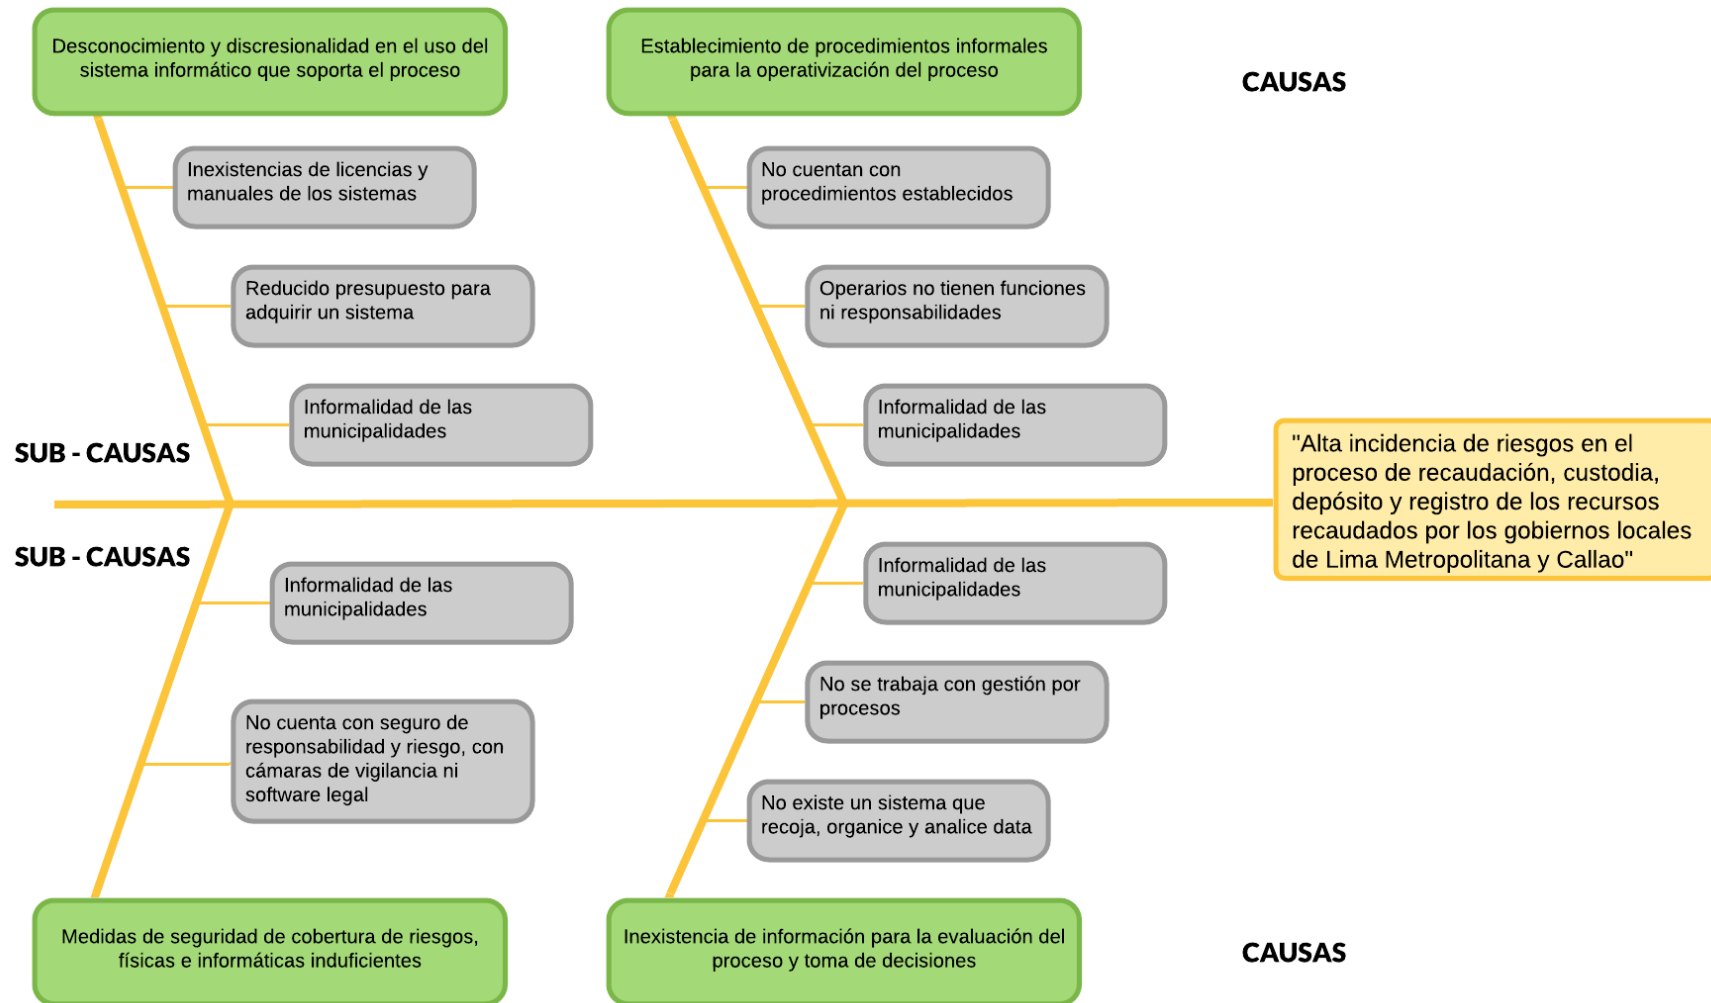 Desconocimiento y discresionalidad en el uso del
sistema informático que soporta el proceso
Establecimiento de procedimientos informales
para la operativización del proceso
CAUSAS
Inexistencias de licencias y
manuales de los sistemas
No cuentan con
procedimientos establecidos
Reducido presupuesto para
adquirir un sistema
Operarios no tienen funciones
ni responsabilidades
Informalidad de las
municipalidades
Informalidad de las
municipalidades
SUB - CAUSAS
"Alta incidencia de riesgos en el
proceso de recaudación, custodia,
depósito y registro de los recursos
recaudados por los gobiernos locales
de Lima Metropolitana y Callao"
SUB - CAUSAS
Informalidad de las
municipalidades
Informalidad de las
municipalidades
No cuenta con seguro de
responsabilidad y riesgo, con
cámaras de vigilancia ni
software legal
No se trabaja con gestión por
procesos
No existe un sistema que
recoja, organice y analice data
Medidas de seguridad de cobertura de riesgos,
físicas e informáticas induficientes
Inexistencia de información para la evaluación del
proceso y toma de decisiones
CAUSAS